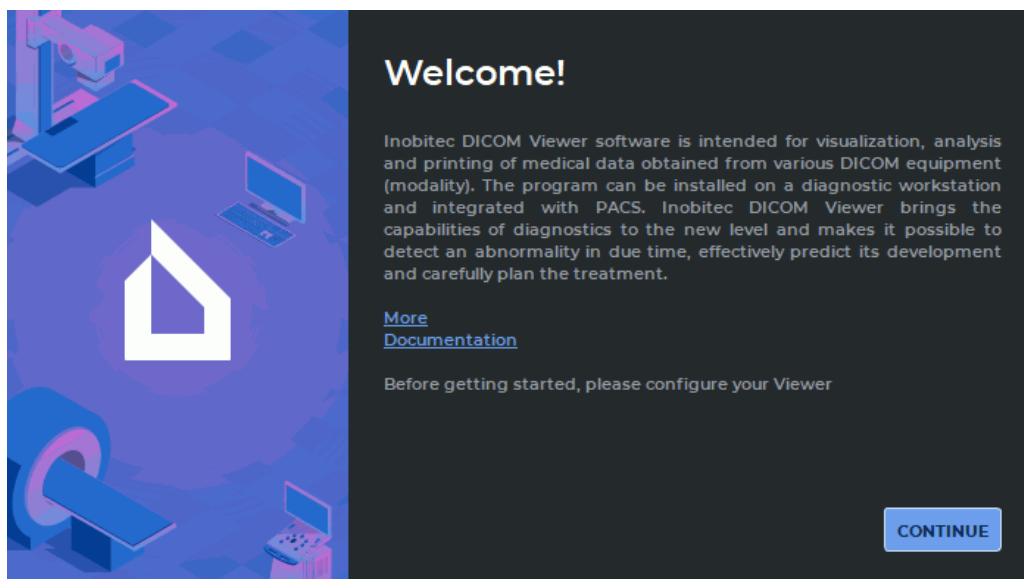 Welcome!
Inobitec DICOM Viewer software is intended for visualization, analysis
and printing of medical data obtained from various DICOM equipment
(modality). The program can be installed on a diagnostic workstation
and integrated with PACS. Inobitec DICOM Viewer brings the
capabilities of diagnostics to the new level and makes it possible to
detect an abnormality in due time, effectively predict its development
and carefully plan the treatment.
More
Documentation
Before getting started, please configure your Viewer
CONTINUE